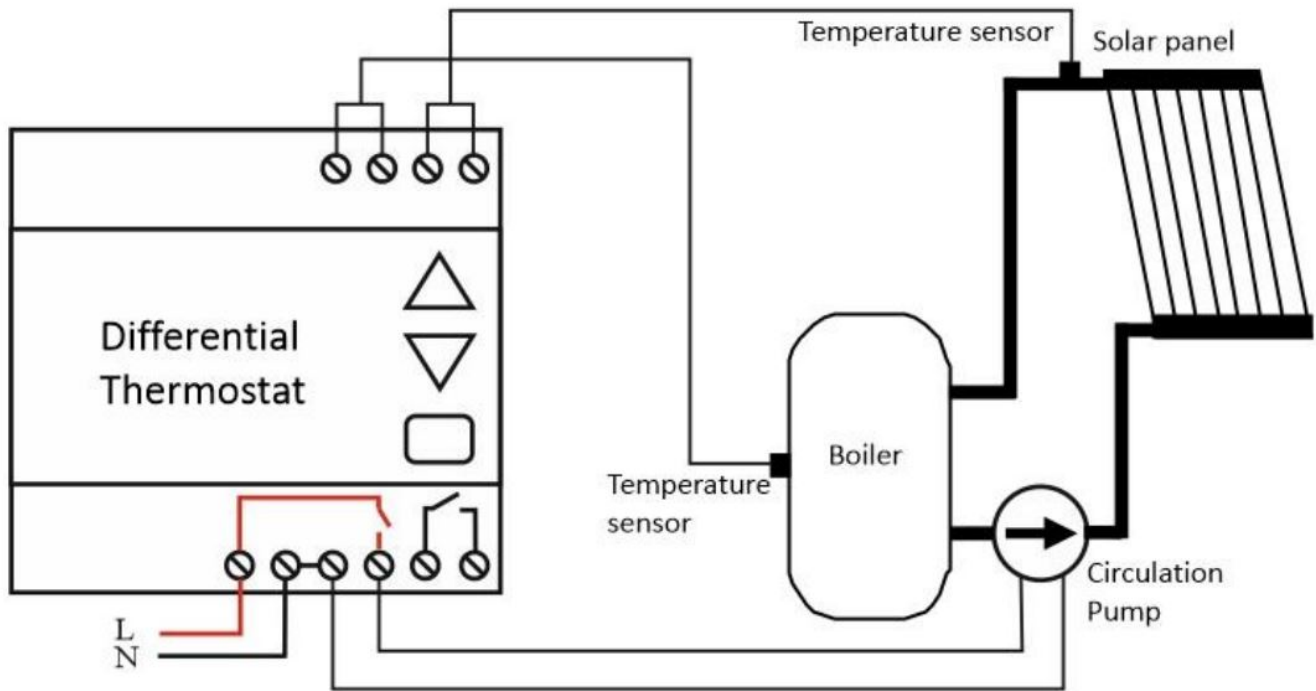 Temperature sensor
Solar panel
Differential
Thermostat
Boiler
Temperature
sensor
Circulation
Pump
L
N